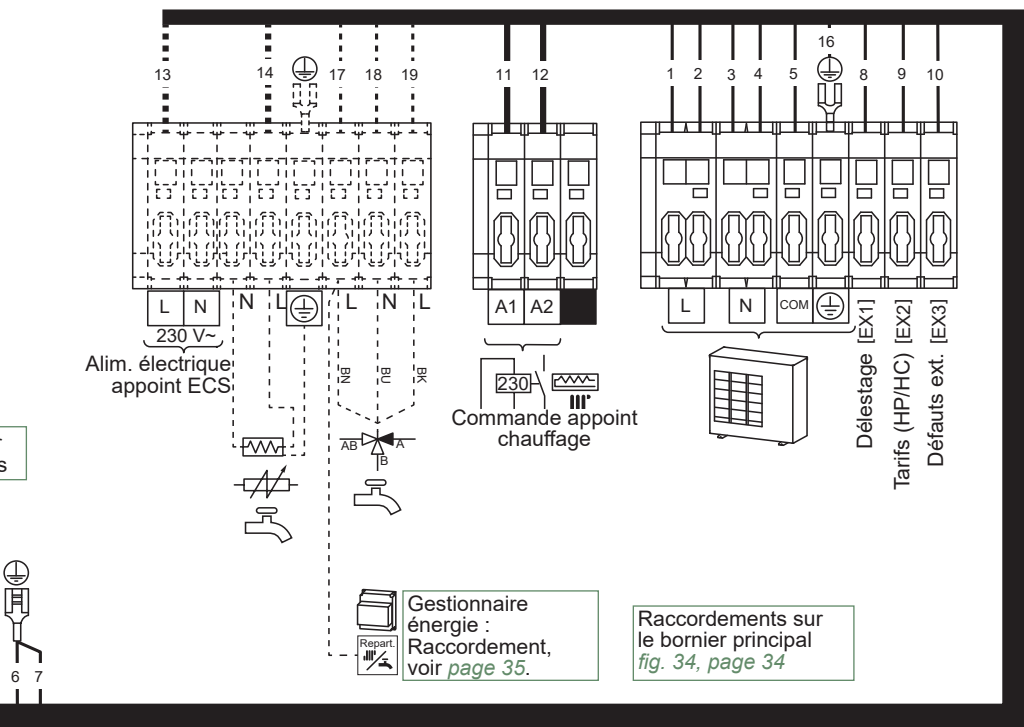 13
14
17
18
19
11
12
1
2
3
4
5
16
8
9
10
L
N
N
L
L
N
L
A1
A2
L
N
COM
230 V~
Alim. électrique
appoint ECS
BN
BU
BK
AB
A
B
230
Commande appoint
chauffage
Délestage [EX1]
Tarifs (HP/HC) [EX2]
Défauts ext. [EX3]
s
6
7
Repart.
Gestionnaire
énergie :
Raccordement,
voir page 35.
Raccordements sur
le bornier principal
fig. 34, page 34